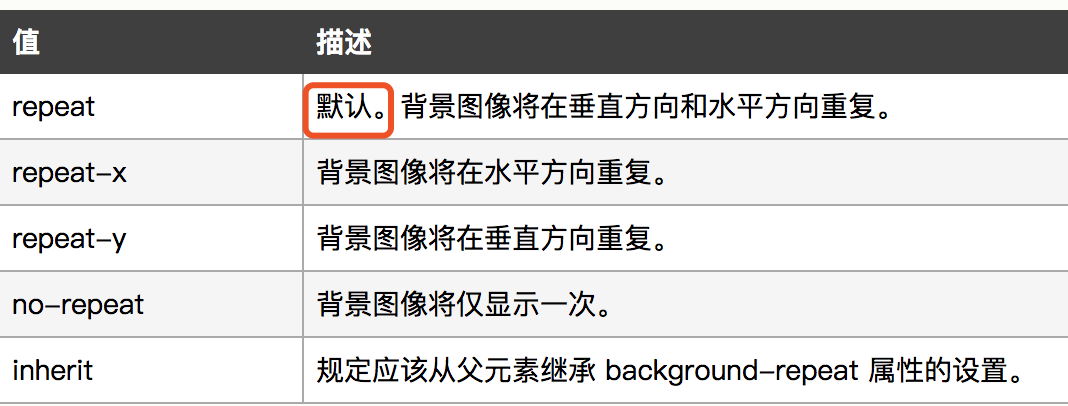 值 描述
repeat 默认。背景图像将在垂直方向和水平方向重复。
repeat-x 背景图像将在水平方向重复。
repeat-y 背景图像将在垂直方向重复。
no-repeat 背景图像将仅显示一次。
inherit 规定应该从父元素继承 background-repeat 属性的设置。